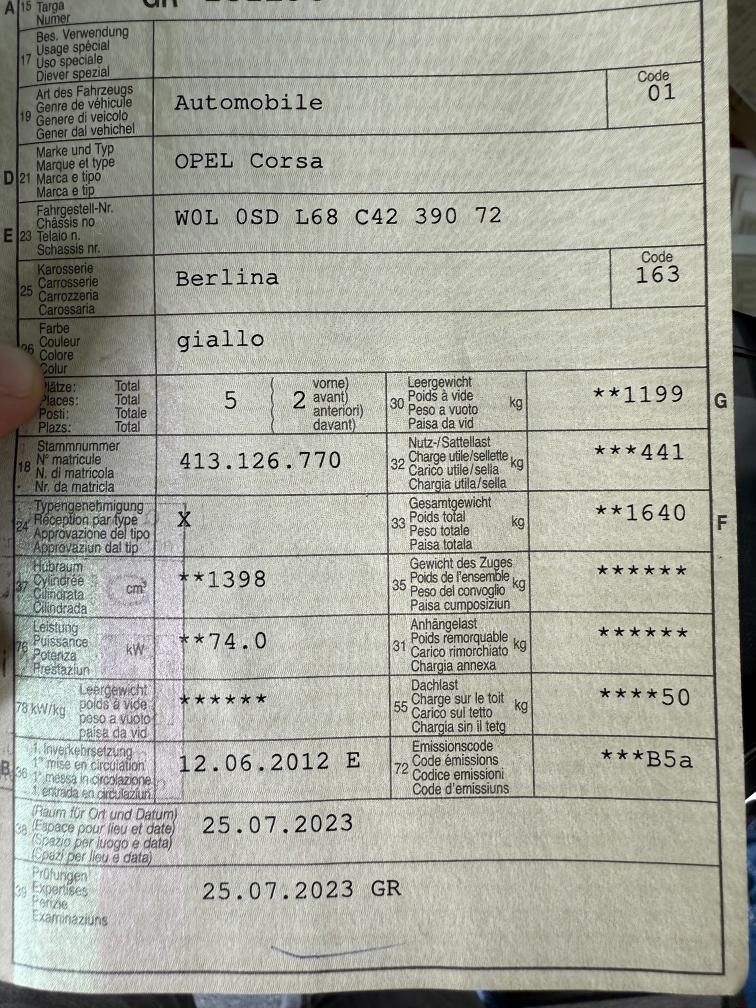 A 15 Targa
Numer
GR
17 Bes. Verwendung
Usage spécial
Uso speciale
Diever spezial
19 Art des Fahrzeugs
Genre de véhicule
Genere di veicolo
Gener dal vehichel
Automobile
Code
01
D 21 Marke und Typ
Marque et type
Marca e tipo
Marca e tip
OPEL Corsa
E 23 Fahrgestell-Nr.
Châssis no
Telaio n.
Schassis nr.
W0L 0SD L68 C42 390 72
25 Karosserie
Carrosserie
Carrozzeria
Carossaria
Berlina
Code
163
26 Farbe
Couleur
Colore
Colur
giallo
Plätze: Total
Places: Total
Posti: Totale
Plazs: Total
5
( 2 vorne)
( avant)
( anteriori)
( davant)
30 Leergewicht
Poids à vide
Peso a vuoto
Paisa da vid
kg
**1199
G
18 Stammnummer
N° matricule
N. di matricola
Nr. da matricla
413.126.770
32 Nutz-/Sattellast
Charge utile/sellette
Carico utile/sella
Chargia utila/sella
kg
***441
24 Typengenehmigung
Réception par type
Approvazione del tipo
Approvaziun dal tip
X
33 Gesamtgewicht
Poids total
Peso totale
Paisa totala
kg
**1640
F
37 Hubraum
Cylindrée
Cilindrata
Cilindrada
cm³
**1398
35 Gewicht des Zuges
Poids de l'ensemble
Peso del convoglio
Paisa cumposiziun
kg
******
76 Leistung
Puissance
Potenza
Prestaziun
kW
**74.0
31 Anhängelast
Poids remorquable
Carico rimorchiato
Chargia annexa
kg
******
78 kW/kg Leergewicht
poids à vide
peso a vuoto
paisa da vid
******
55 Dachlast
Charge sur le toit
Carico sul tetto
Chargia sin il tetg
kg
****50
B 36 1. Inverkehrsetzung
1re mise en circulation
1a messa in circolazione
1. entrada en circulaziun
12.06.2012 E
72 Emissionscode
Code émissions
Codice emissioni
Code d'emissiuns
***B5a
38 (Raum für Ort und Datum)
(Espace pour lieu et date)
(Spazio per luogo e data)
(Spazi per lieu e data)
25.07.2023
39 Prüfungen
Expertises
Perizie
Examinaziuns
25.07.2023 GR